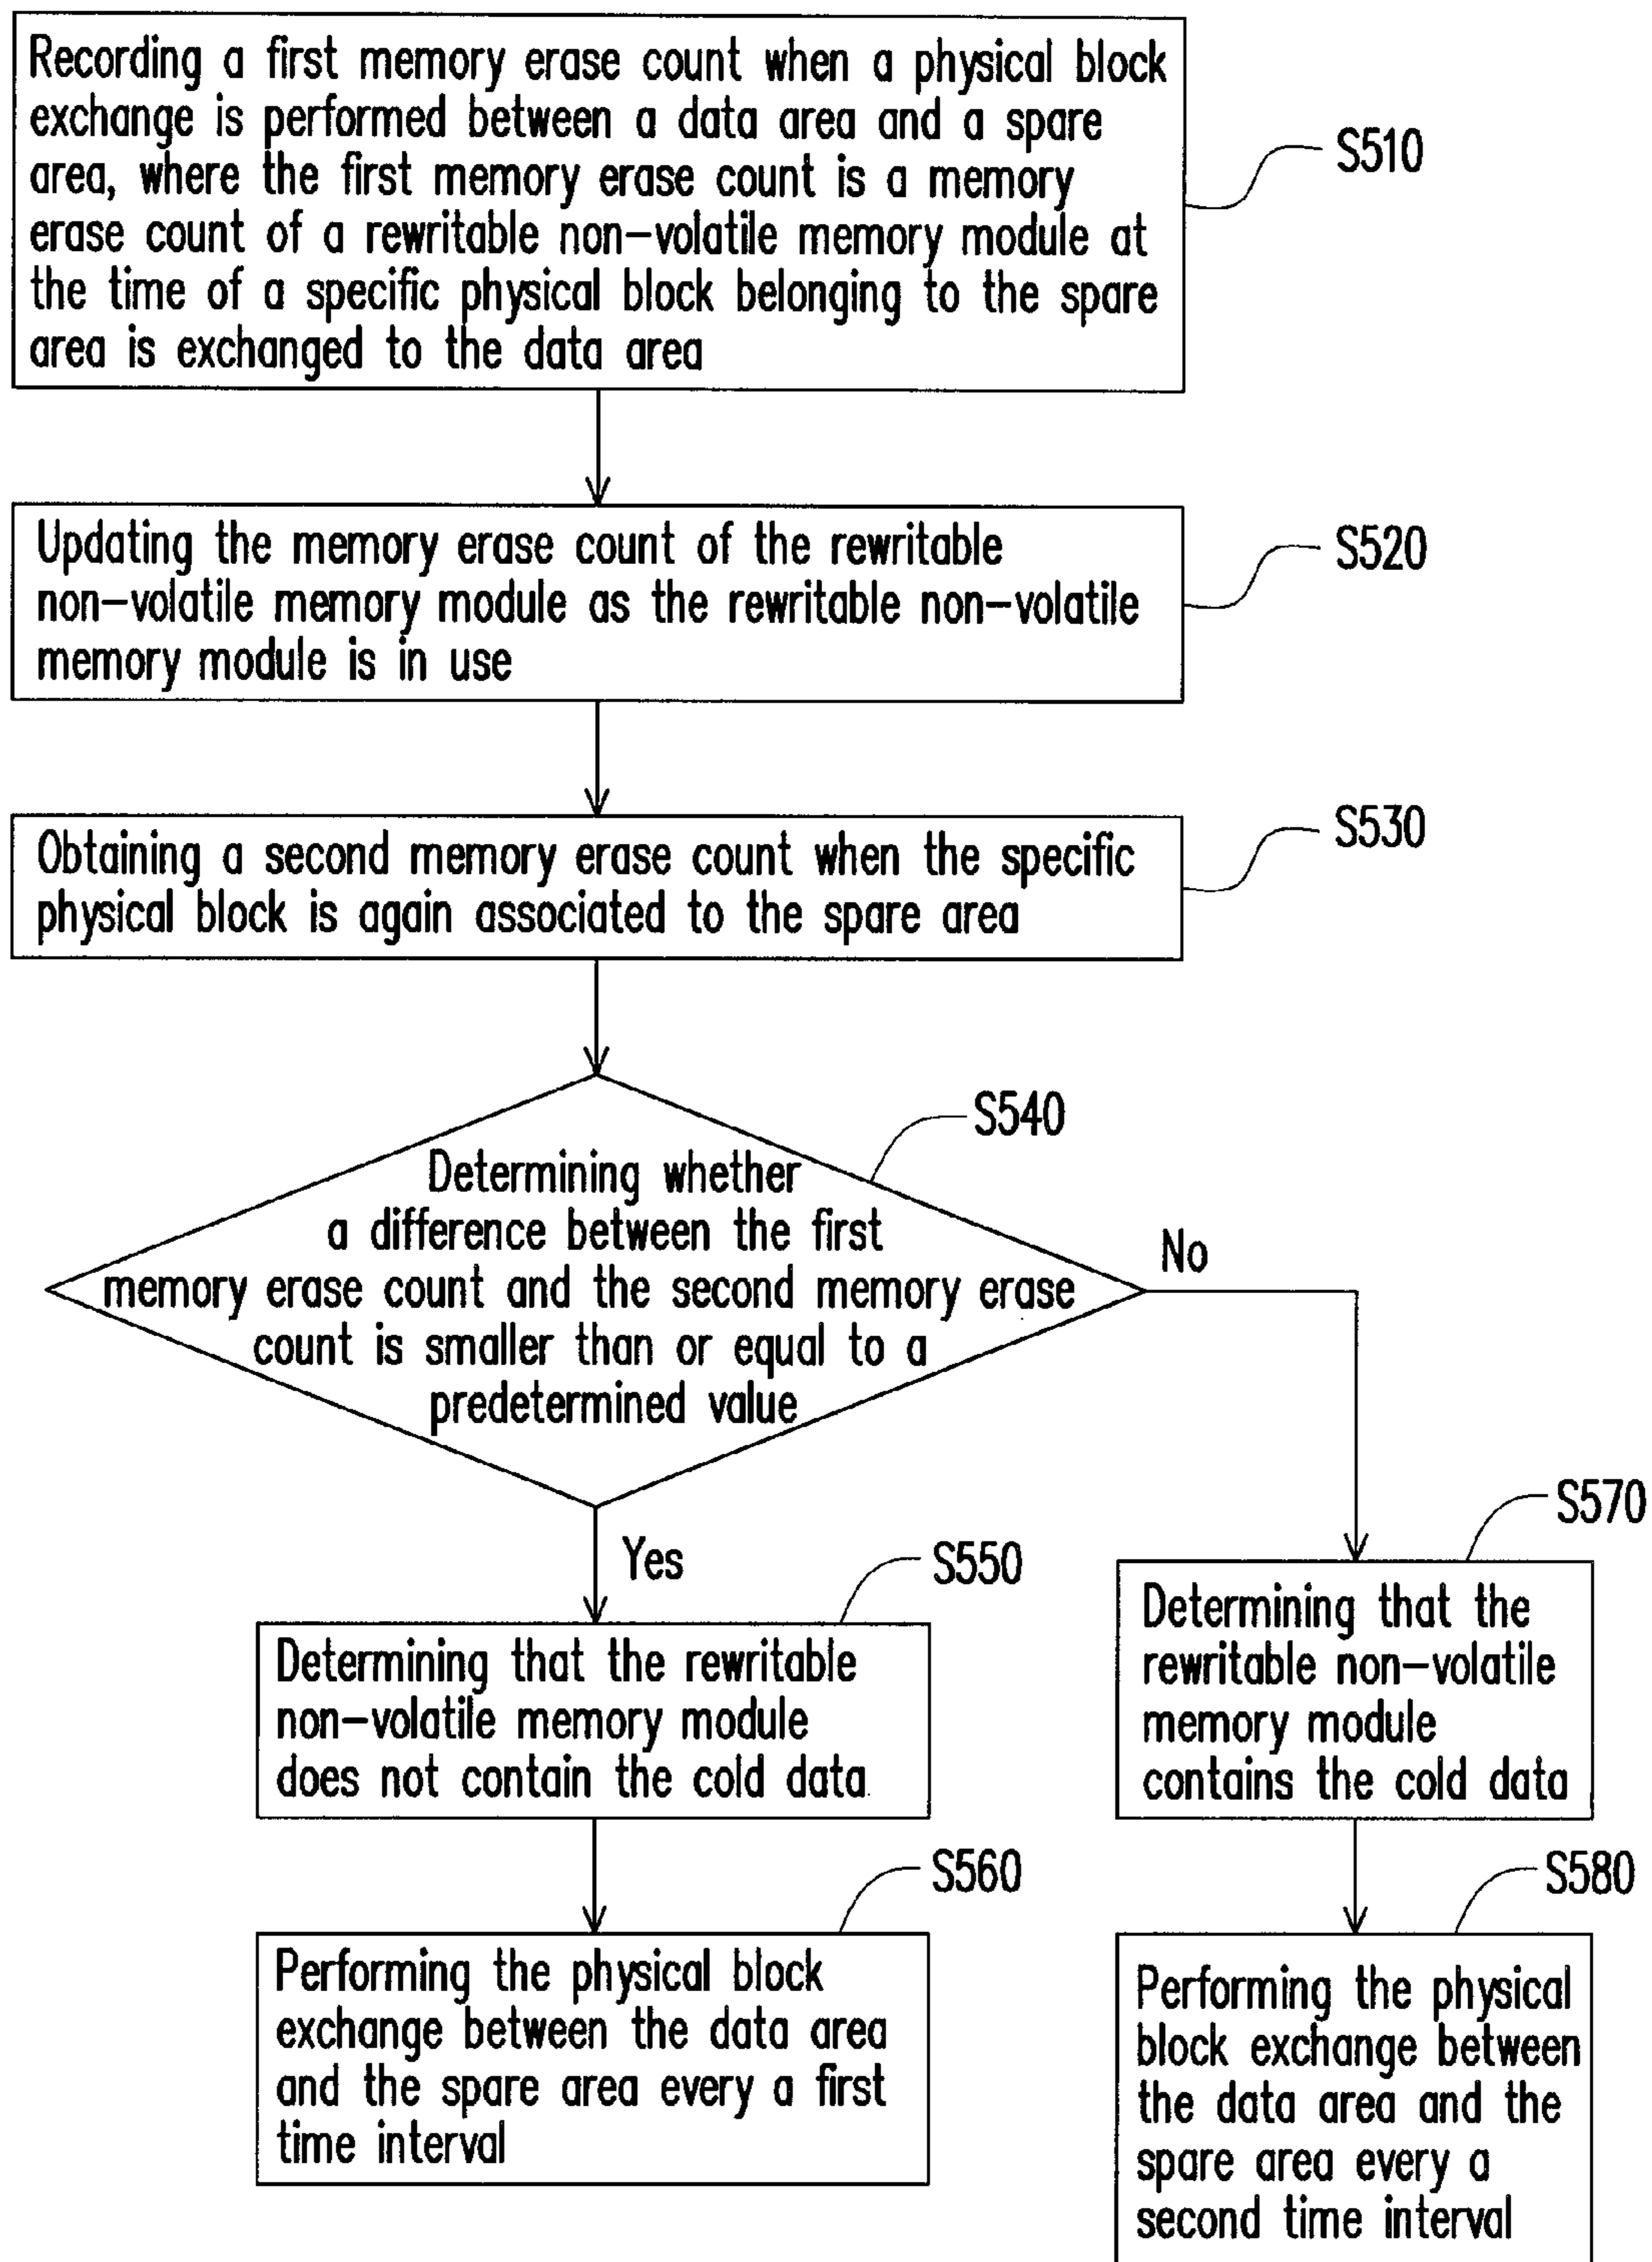 Recording a first memory erase count when a physical block
exchange is performed between a data area and a spare
area, where the first memory erase count is a memory
erase count of a rewritable non-volatile memory module at
the time of a specific physical block belonging to the spare
area is exchanged to the data area
S510
Updating the memory erase count of the rewritable
non-volatile memory module as the rewritable non-volatile
memory module is in use
S520
Obtaining a second memory erase count when the specific
physical block is again associated to the spare area
S530
Determining whether
a difference between the first
memory erase count and the second memory erase
count is smaller than or equal to a
predetermined value
S540
No
Yes
S550
Determining that the rewritable
non-volatile memory module
does not contain the cold data
S570
Determining that the
rewritable non-volatile
memory module
contains the cold data
S560
Performing the physical block
exchange between the data area
and the spare area every a first
time interval
S580
Performing the physical
block exchange between
the data area and the
spare area every a
second time interval